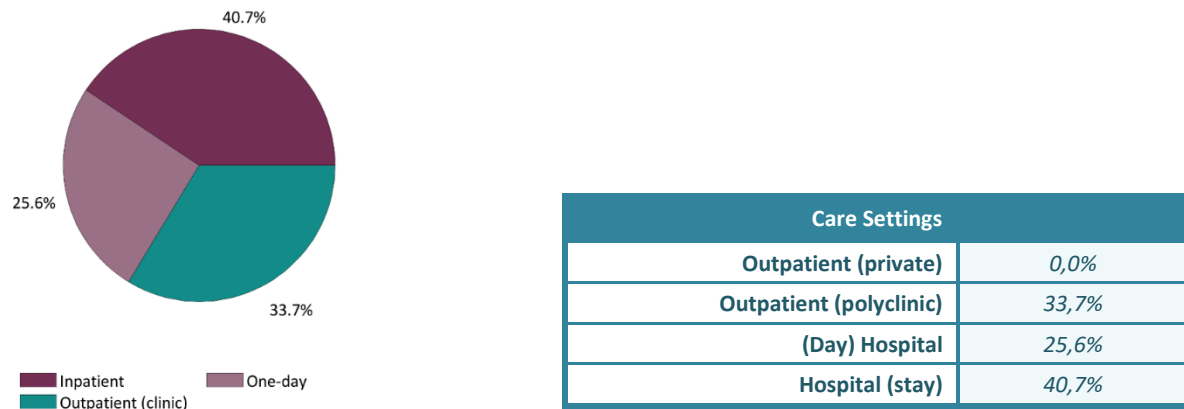 40.7%
25.6%
33.7%
Inpatient
One-day
Outpatient (clinic)
Care Settings
Outpatient (private) 0,0%
Outpatient (polyclinic) 33,7%
(Day) Hospital 25,6%
Hospital (stay) 40,7%